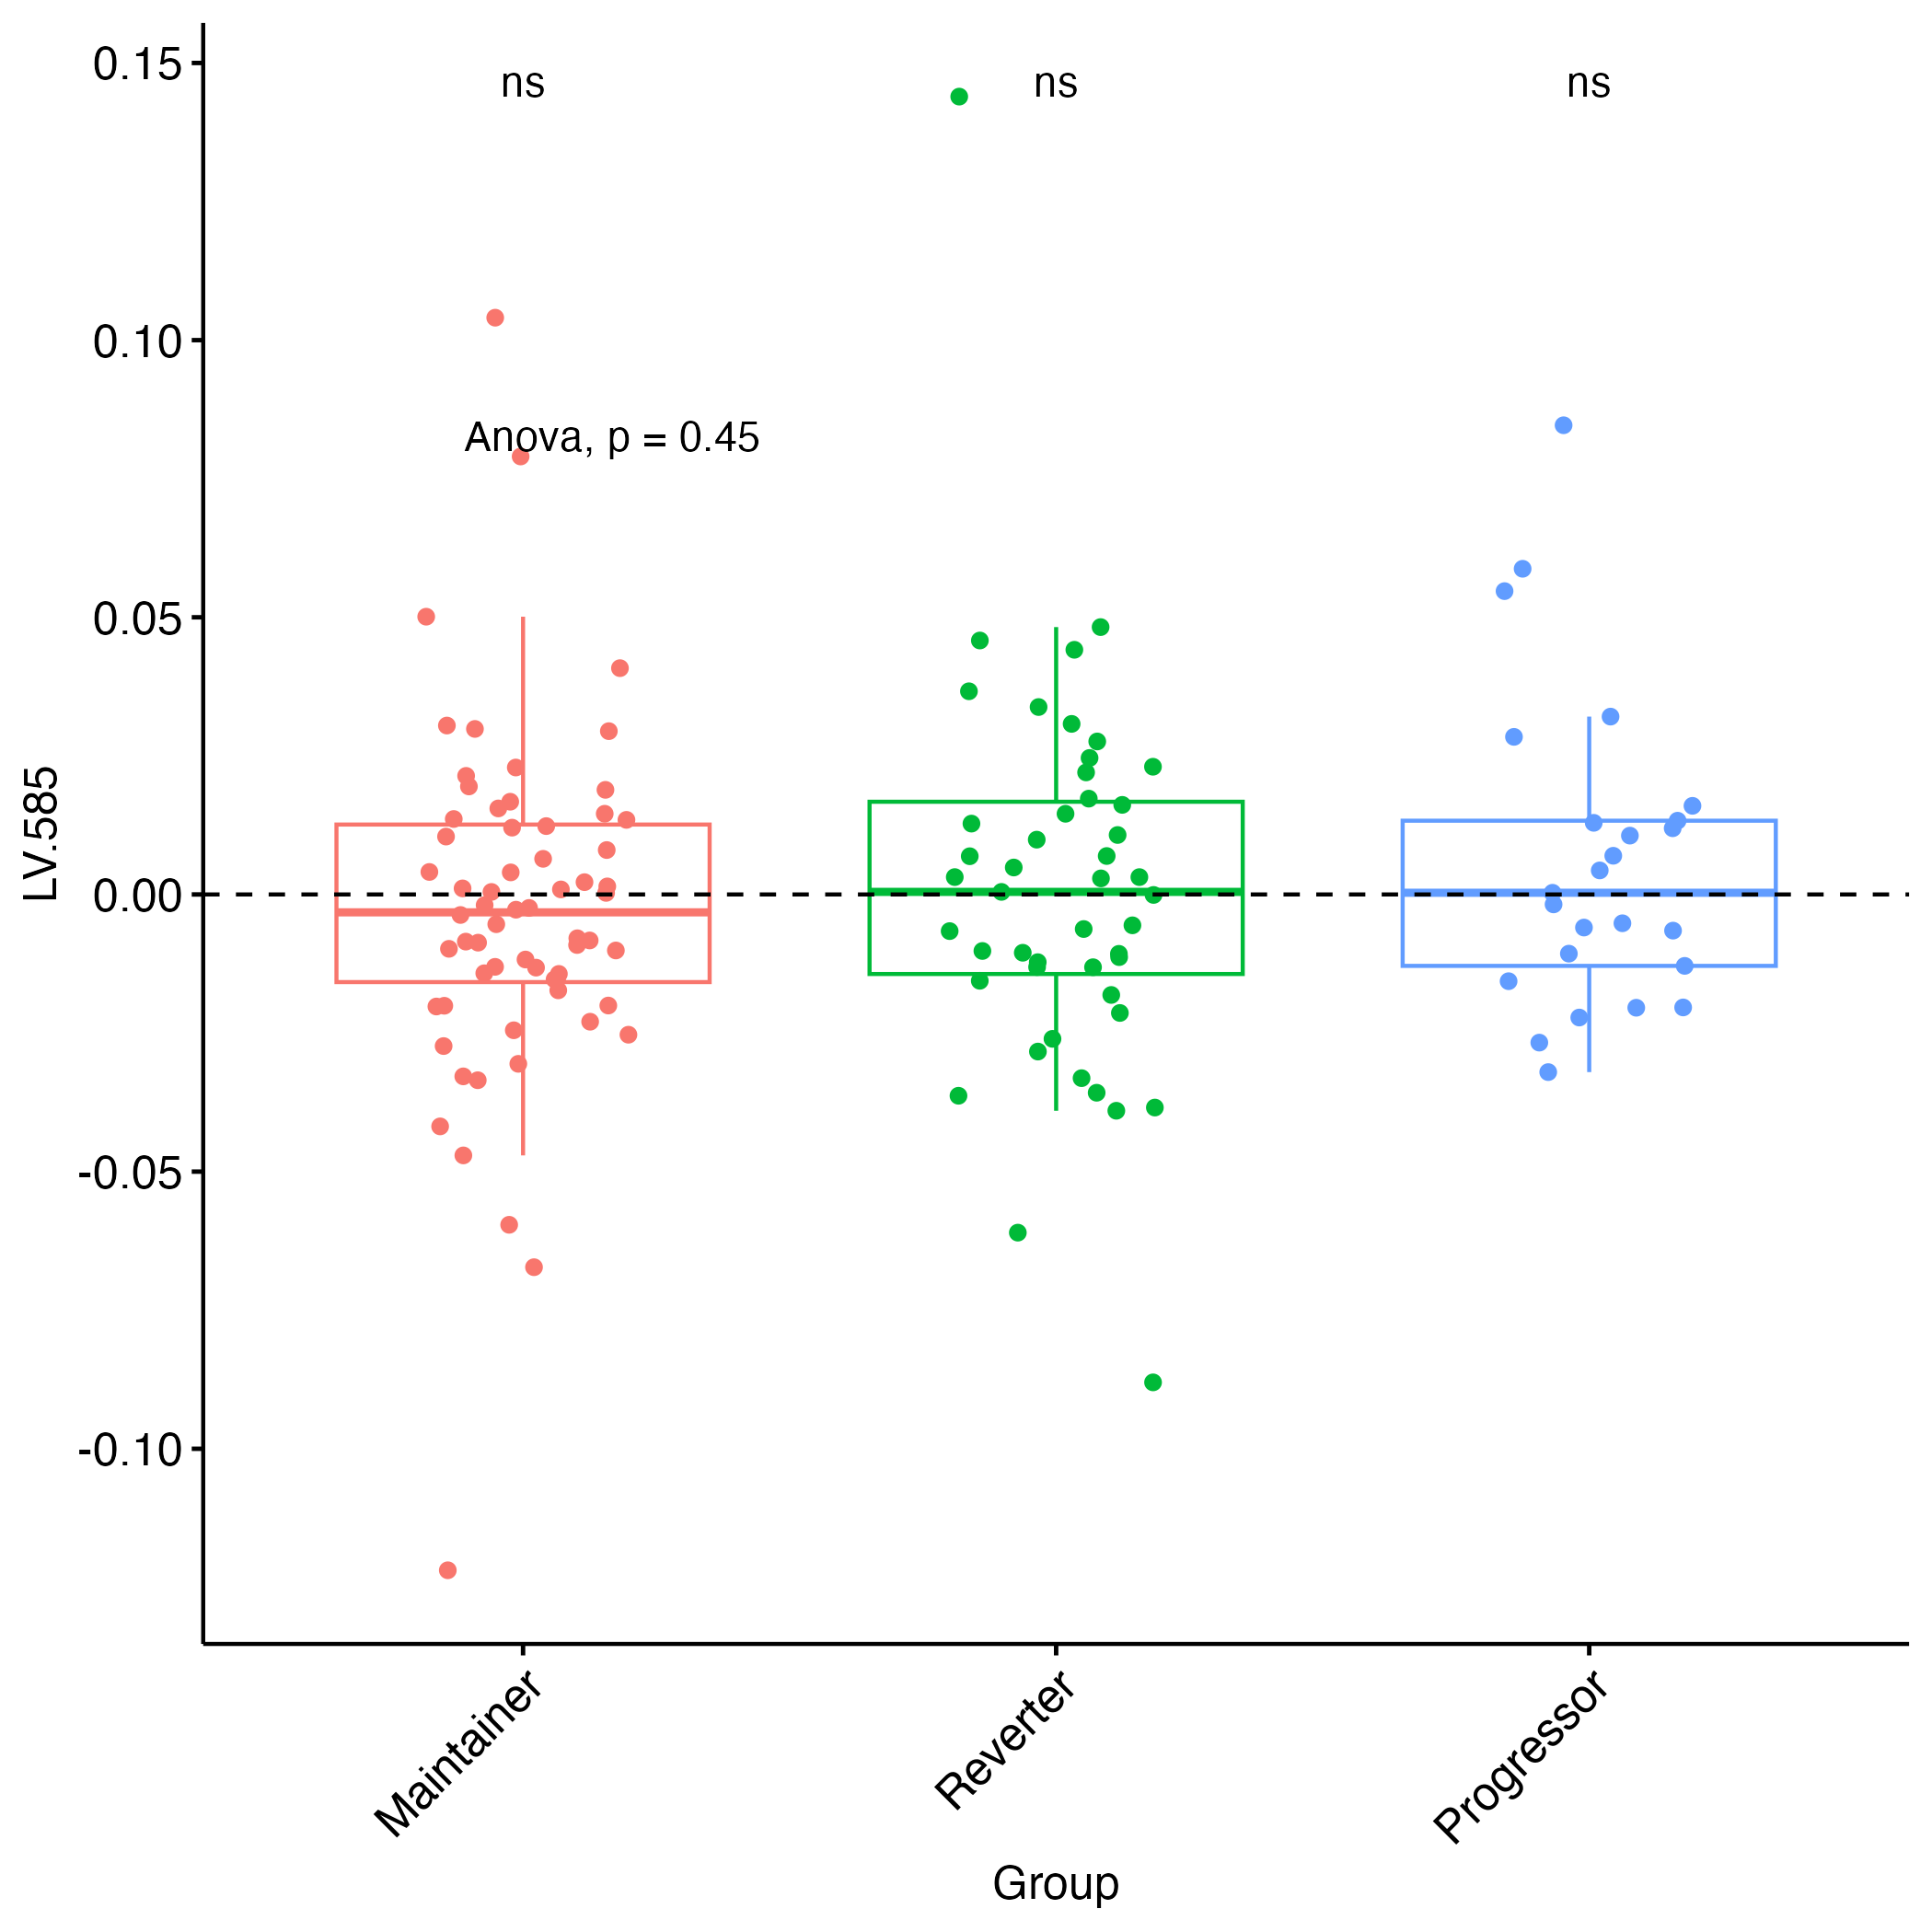 ns ns ns
Anova, p = 0.45
LV.585
0.15
0.10
0.05
0.00
-0.05
-0.10
Maintainer Reverter Progressor
Group